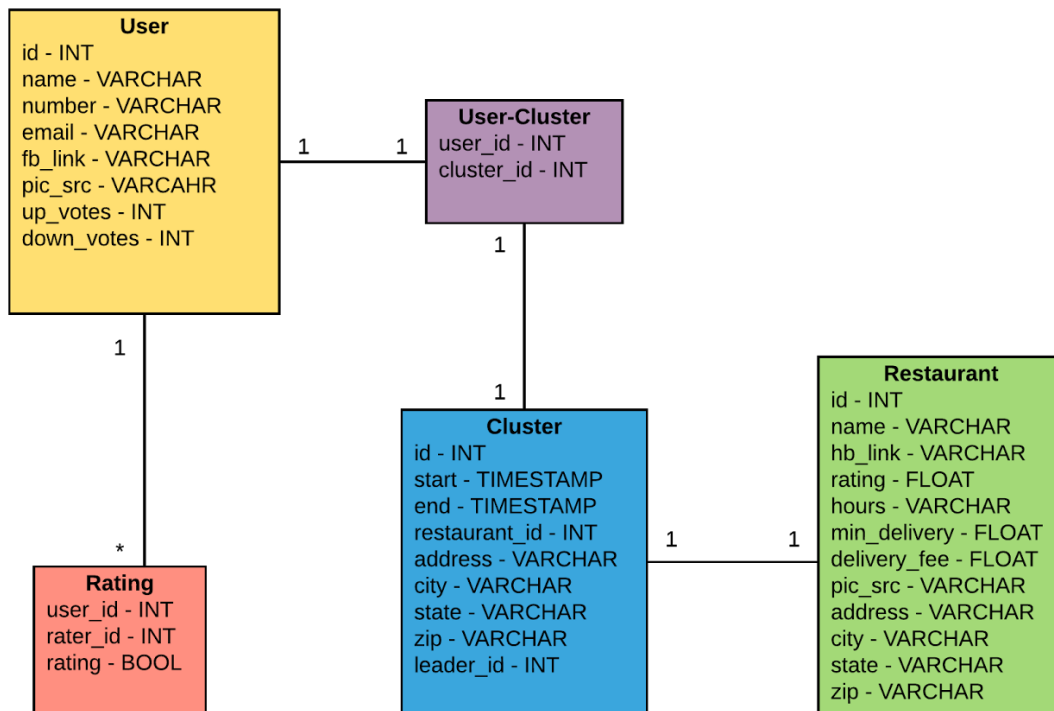 User
id - INT
name - VARCHAR
number - VARCHAR
email - VARCHAR
fb_link - VARCHAR
pic_src - VARCAHR
up_votes - INT
down_votes - INT
1
1
User-Cluster
user_id - INT
cluster_id - INT
1
1
1
*
Rating
user_id - INT
rater_id - INT
rating - BOOL
Cluster
id - INT
start - TIMESTAMP
end - TIMESTAMP
restaurant_id - INT
address - VARCHAR
city - VARCHAR
state - VARCHAR
zip - VARCHAR
leader_id - INT
1
1
Restaurant
id - INT
name - VARCHAR
hb_link - VARCHAR
rating - FLOAT
hours - VARCHAR
min_delivery - FLOAT
delivery_fee - FLOAT
pic_src - VARCHAR
address - VARCHAR
city - VARCHAR
state - VARCHAR
zip - VARCHAR